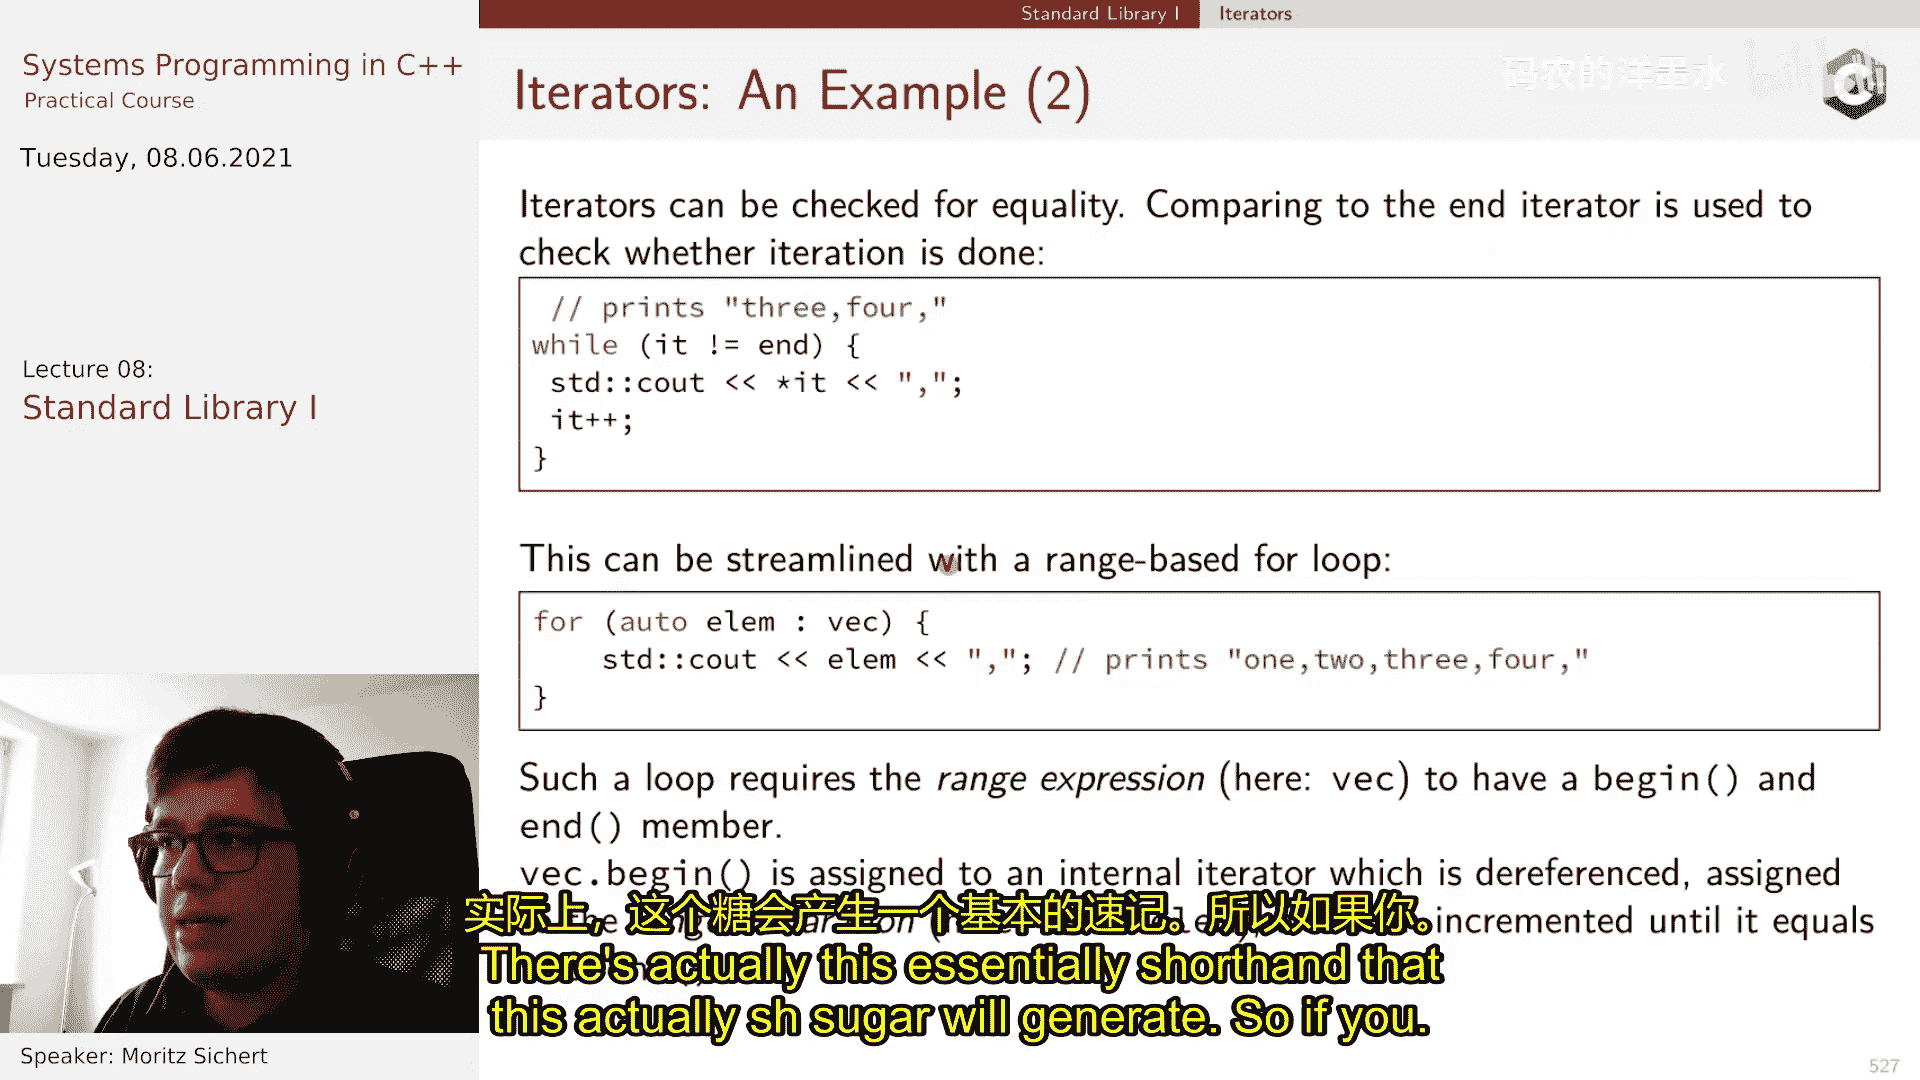 Standard Library I
Iterators
Systems Programming in C++
Practical Course
Tuesday, 08.06.2021
Lecture 08:
Standard Library I
Iterators: An Example (2)
码农的洋墨水
Iterators can be checked for equality. Comparing to the end iterator is used to
check whether iteration is done:
// prints "three,four,"
while (it != end) {
std::cout << *it << ",";
it++;
}
This can be streamlined with a range-based for loop:
for (auto elem : vec) {
std::cout << elem << ","; // prints "one,two,three,four,"
}
Such a loop requires the range expression (here: vec) to have a begin() and
end() member.
vec.begin() is assigned to an internal iterator which is dereferenced, assigned
incremented until it equals
实际上，这个糖会产生一个基本的速记。所以如果你。
There's actually this essentially shorthand that
this actually sh sugar will generate. So if you.
Speaker: Moritz Sichert
527